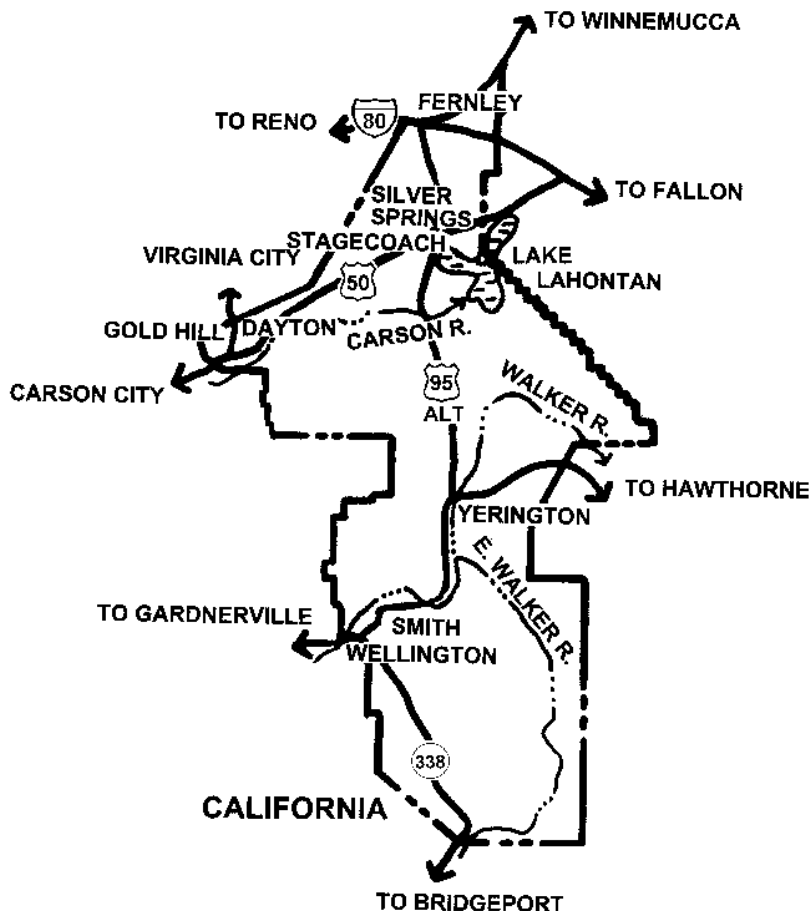 TO WINNEMUCCA
FERNLEY
TO RENO
80
TO FALLON
SILVER
SPRINGS
STAGECOACH
VIRGINIA CITY
LAKE
LAHONTAN
50
GOLD HILL
DAYTON
CARSON R.
CARSON CITY
95
ALT
WALKER R.
TO HAWTHORNE
YERINGTON
E. WALKER R.
TO GARDNERVILLE
SMITH
WELLINGTON
338
CALIFORNIA
TO BRIDGEPORT